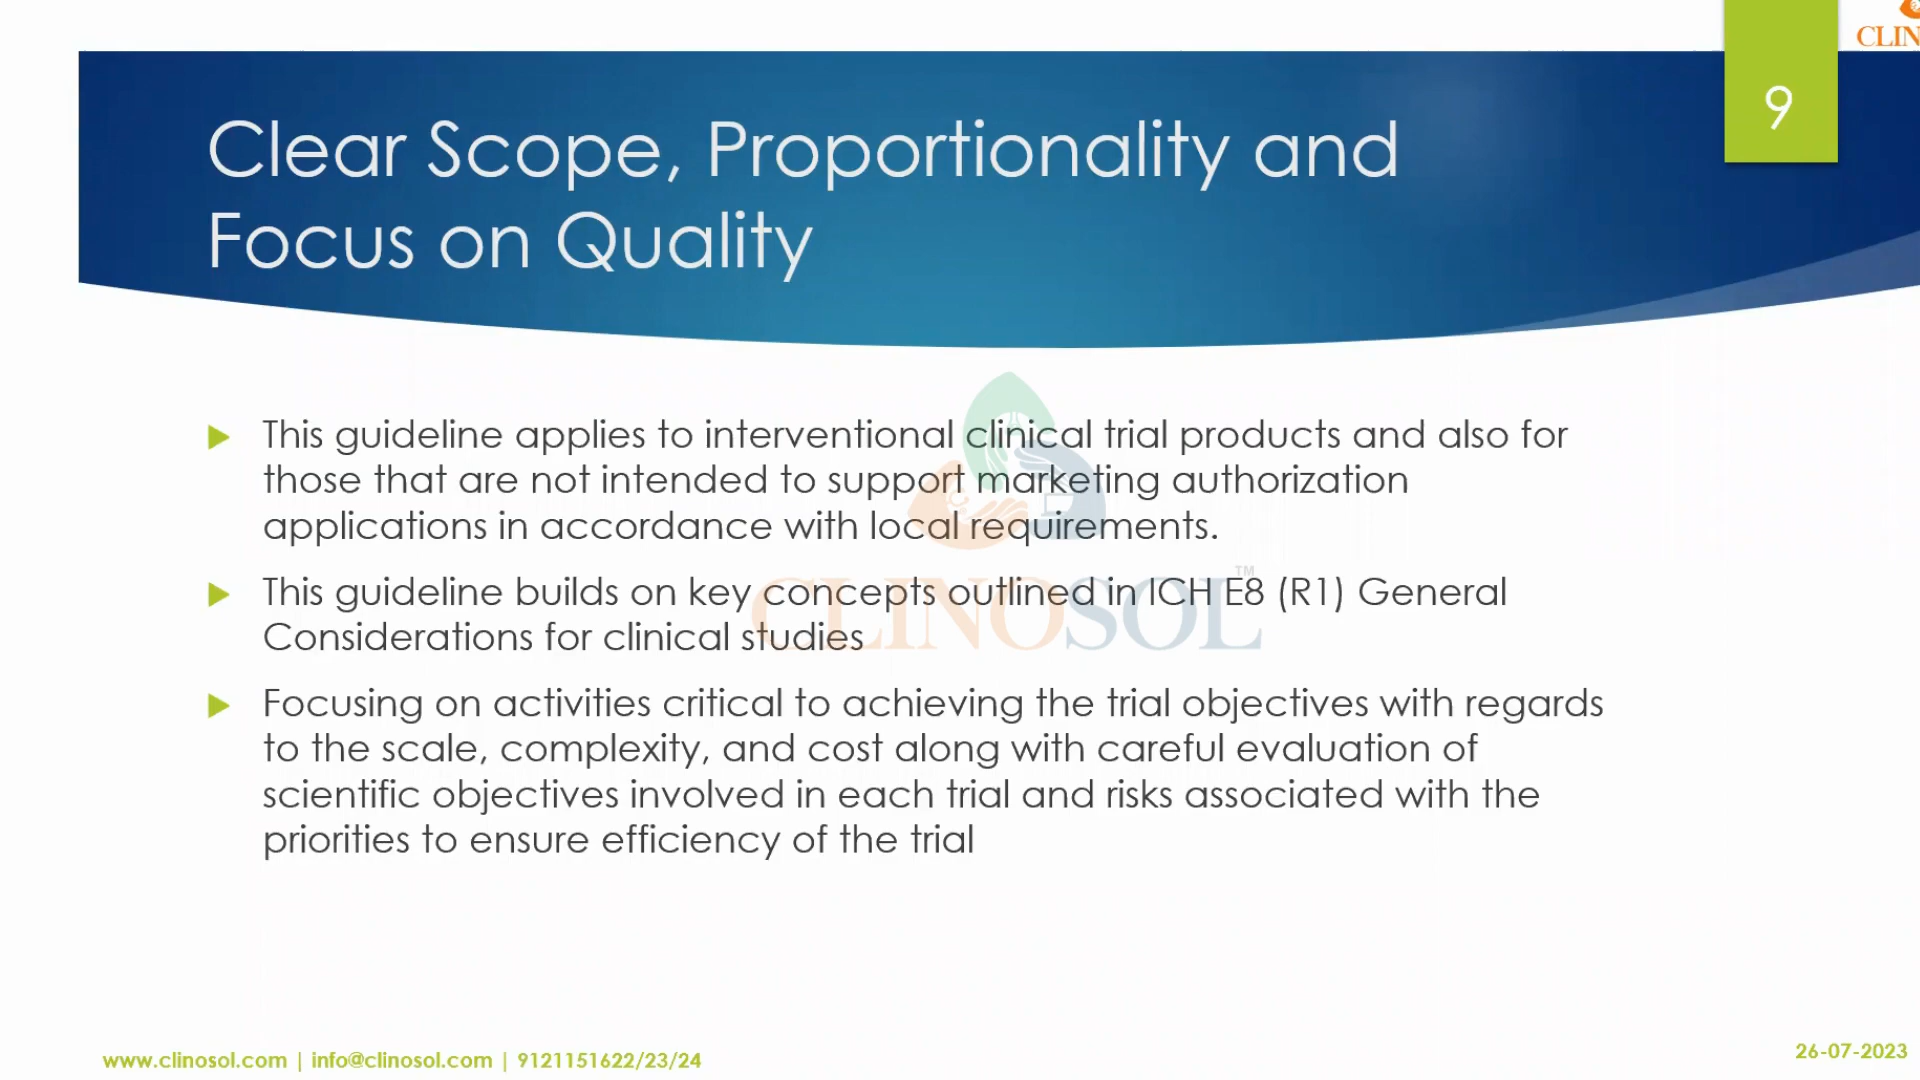 CLIN
9
Clear Scope, Proportionality and
Focus on Quality
This guideline applies to interventional clinical trial products and also for
those that are not intended to support marketing authorization
applications in accordance with local requirements.
This guideline builds on key concepts outlined in ICH E8 (R1) General
Considerations for clinical studies
Focusing on activities critical to achieving the trial objectives with regards
to the scale, complexity, and cost along with careful evaluation of
scientific objectives involved in each trial and risks associated with the
priorities to ensure efficiency of the trial
CLINOSOL™
www.clinosol.com | info@clinosol.com | 9121151622/23/24
26-07-2023